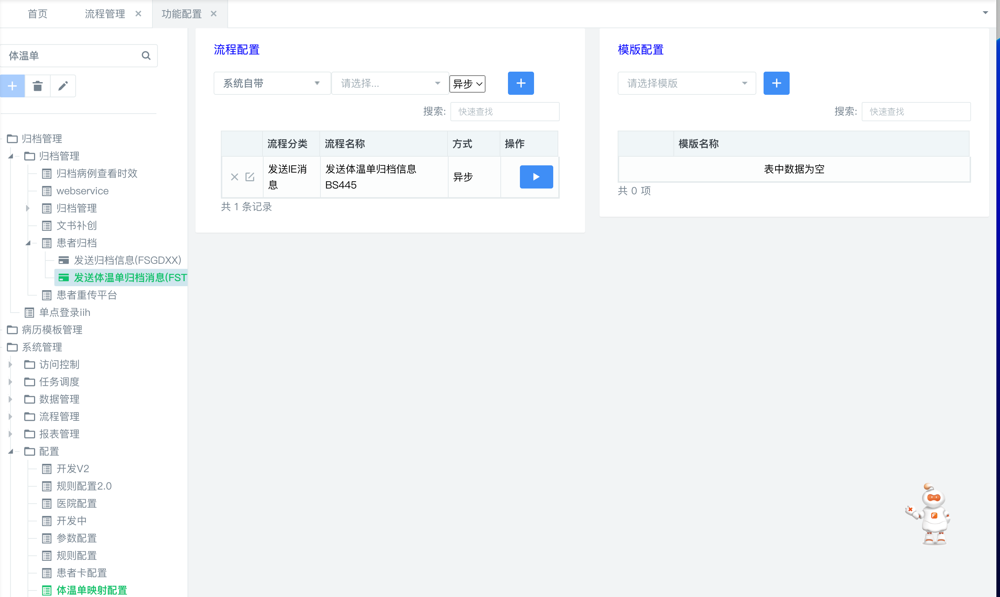 首页
流程管理
功能配置
体温单
归档管理
归档管理
归档病例查看时效
webservice
归档管理
文书补创
患者归档
发送归档信息(FSGDXX)
发送体温单归档消息(FST
患者重传平台
单点登录iih
病历模板管理
系统管理
访问控制
任务调度
数据管理
流程管理
报表管理
配置
开发V2
规则配置2.0
医院配置
开发中
参数配置
规则配置
患者卡配置
体温单映射配置
流程配置
系统自带
请选择...
异步
搜索: 快速查找
流程分类 流程名称 方式 操作
发送IE消息 发送体温单归档信息BS445 异步
共 1 条记录
模版配置
请选择模版
搜索: 快速查找
模版名称
表中数据为空
共 0 项
F